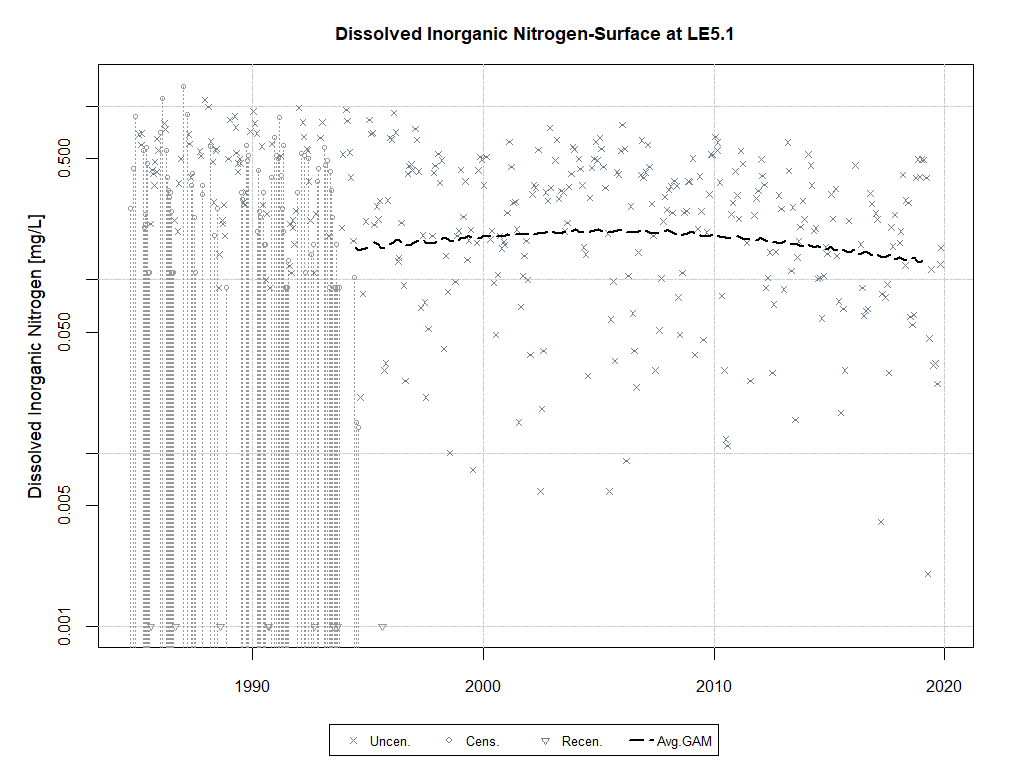 Dissolved Inorganic Nitrogen-Surface at LE5.1
Dissolved Inorganic Nitrogen [mg/L]
0.500
0.050
0.005
0.001
1990 2000 2010 2020
Uncen. Cens. Recen. Avg.GAM